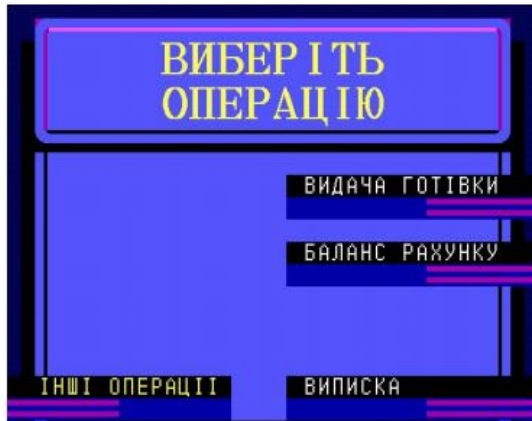 ВИБЕРІТЬ
ОПЕРАЦІЮ
ВИДАЧА ГОТІВКИ
БАЛАНС РАХУНКУ
ІНШІ ОПЕРАЦІЇ
ВИПИСКА